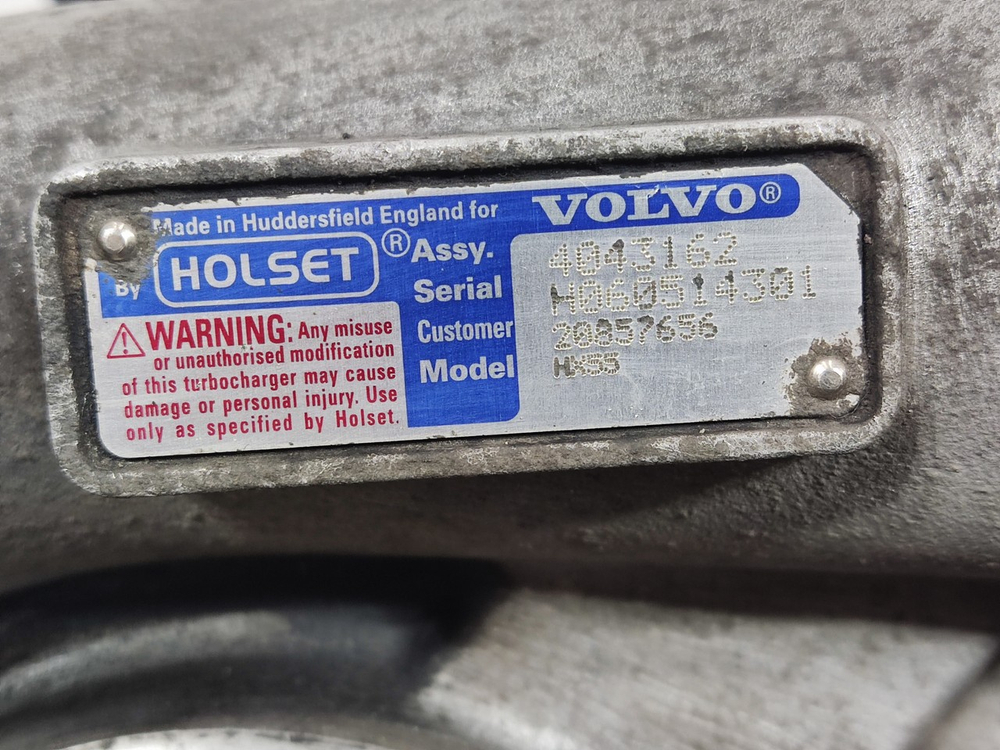 Made in Huddersfield England for VOLVO®
By HOLSET®
WARNING: Any misuse
or unauthorised modification
of this turbocharger may cause
damage or personal injury. Use
only as specified by Holset.
Assy. 4043162
Serial H060514301
Customer 20857656
Model HX55